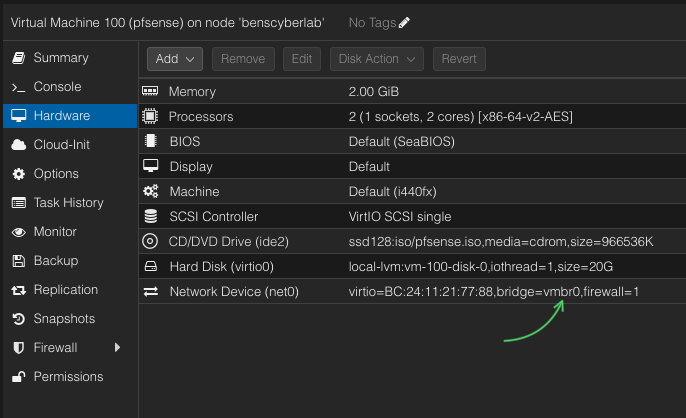 Virtual Machine 100 (pfsense) on node 'benscyberlab' No Tags
Summary
Console
Hardware
Cloud-Init
Options
Task History
Monitor
Backup
Replication
Snapshots
Firewall
Permissions
Add Remove Edit Disk Action Revert
Memory 2.00 GiB
Processors 2 (1 sockets, 2 cores) [x86-64-v2-AES]
BIOS Default (SeaBIOS)
Display Default
Machine Default (i440fx)
SCSI Controller VirtIO SCSI single
CD/DVD Drive (ide2) ssd128:iso/pfsense.iso,media=cdrom,size=966536K
Hard Disk (virtio0) local-lvm:vm-100-disk-0,iothread=1,size=20G
Network Device (net0) virtio=BC:24:11:21:77:88,bridge=vmbr0,firewall=1